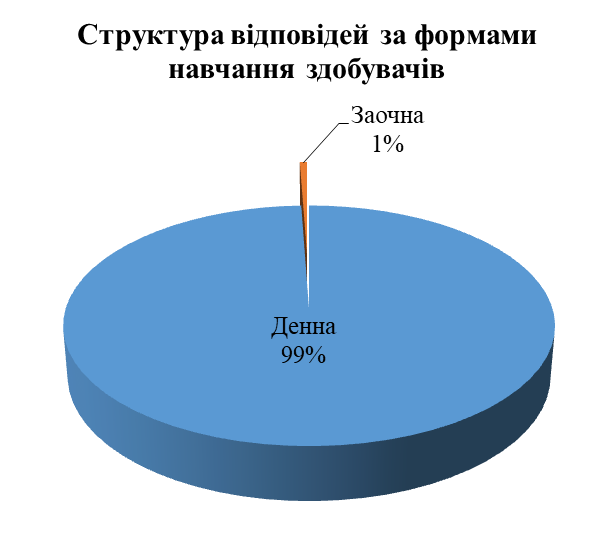 Структура відповідей за формами
навчання здобувачів
Заочна
1%
Денна
99%